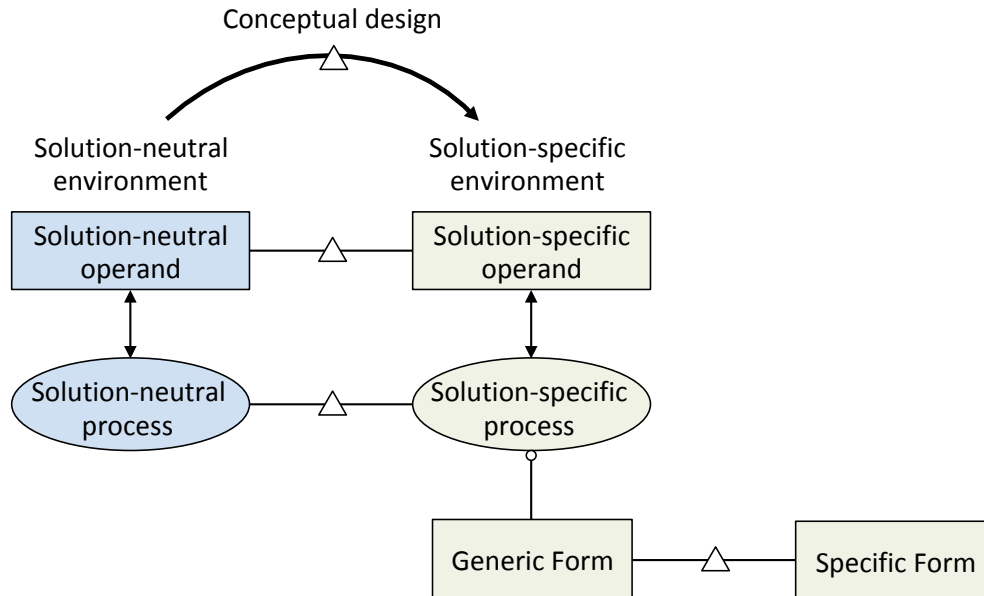 Conceptual design
Solution-neutral
environment
Solution-specific
environment
Solution-neutral
operand
Solution-specific
operand
Solution-neutral
process
Solution-specific
process
Generic Form
Specific Form